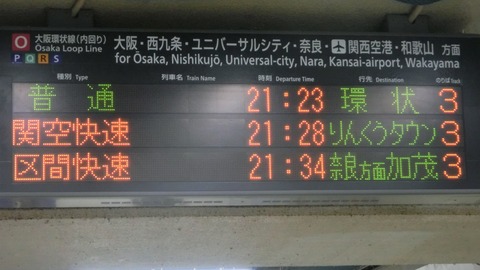 O 大阪環状線(内回り) Osaka Loop Line
P Q R S
大阪・西九条・ユニバーサルシティ・奈良・✈関西空港・和歌山 方面
for Ōsaka, Nishikujō, Universal-city, Nara, Kansai-airport, Wakayama
種別 Type 列車名 Train Name 時刻 Departure Time 行先 Destination のりば Track
普通 21:23 環状 3
関空快速 21:28 りんくうタウン 3
区間快速 21:34 奈良方面加茂 3